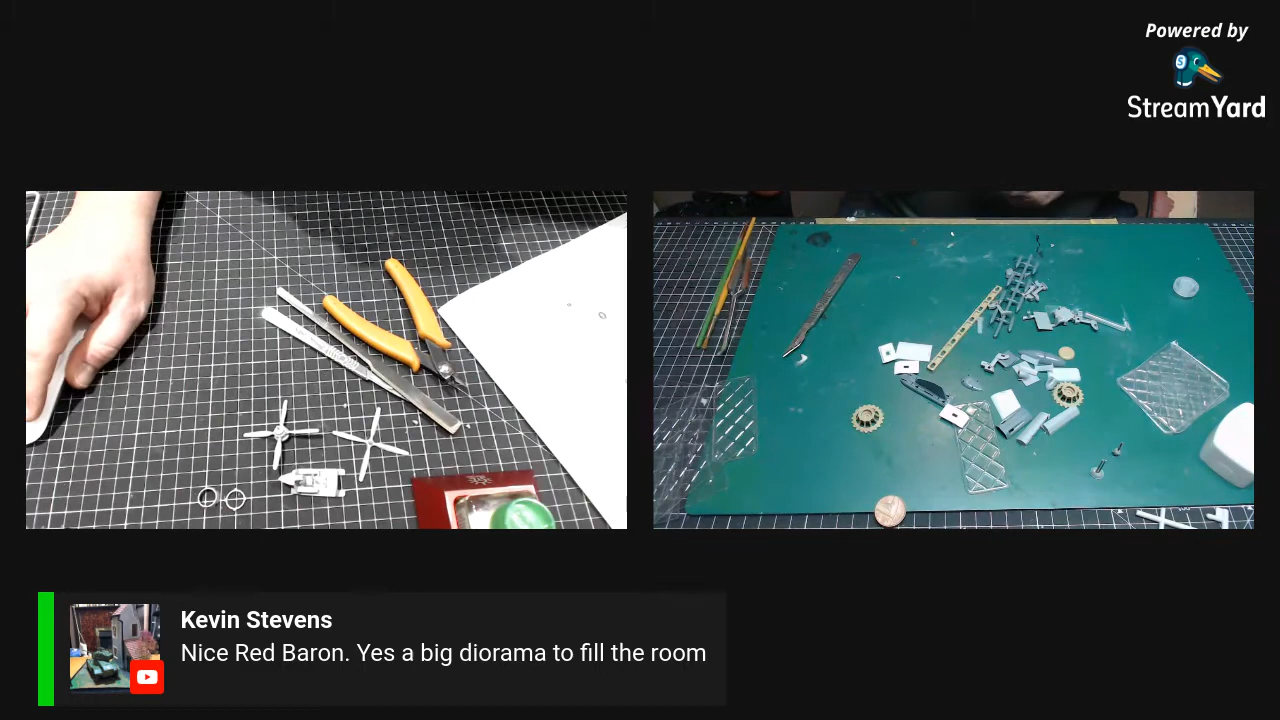 Powered by
StreamYard
Kevin Stevens
Nice Red Baron. Yes a big diorama to fill the room